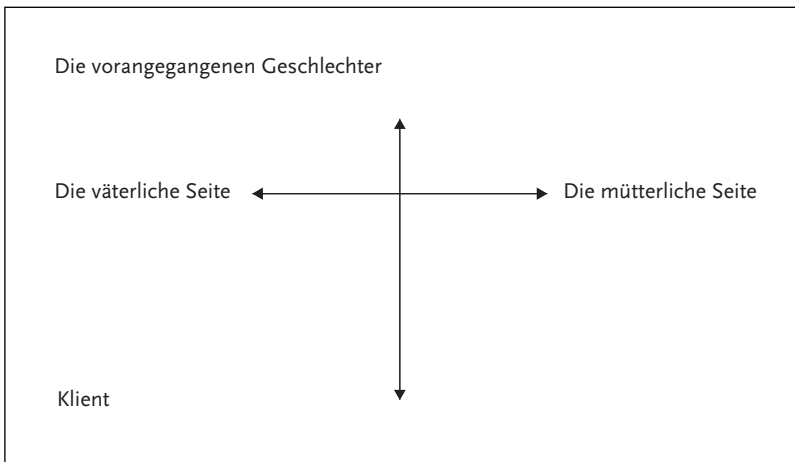 Die vorangegangenen Geschlechter
Die väterliche Seite
Die mütterliche Seite
Klient